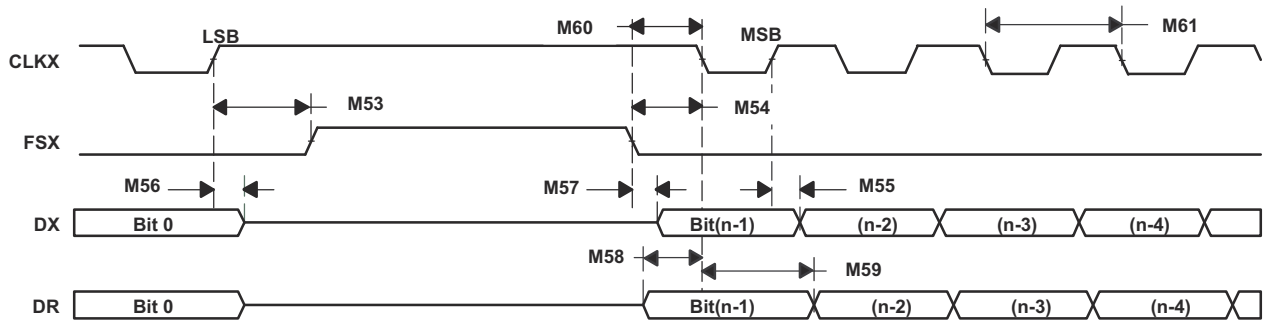 LSB
M60
MSB
M61
CLKX
M53
M54
FSX
M56
M57
M55
DX
Bit 0
Bit(n-1)
(n-2)
(n-3)
(n-4)
M58
M59
DR
Bit 0
Bit(n-1)
(n-2)
(n-3)
(n-4)